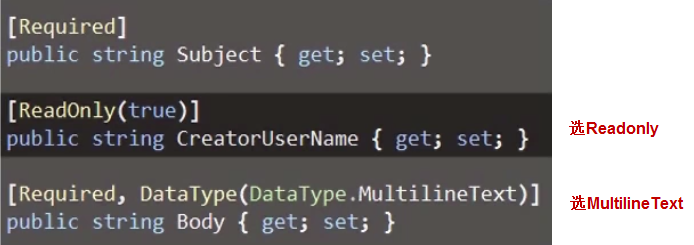 [Required]
public string Subject { get; set; }
[ReadOnly(true)]
public string CreatorUserName { get; set; }
选Readonly
[Required, DataType(DataType.MultilineText)]
public string Body { get; set; }
选MultilineText